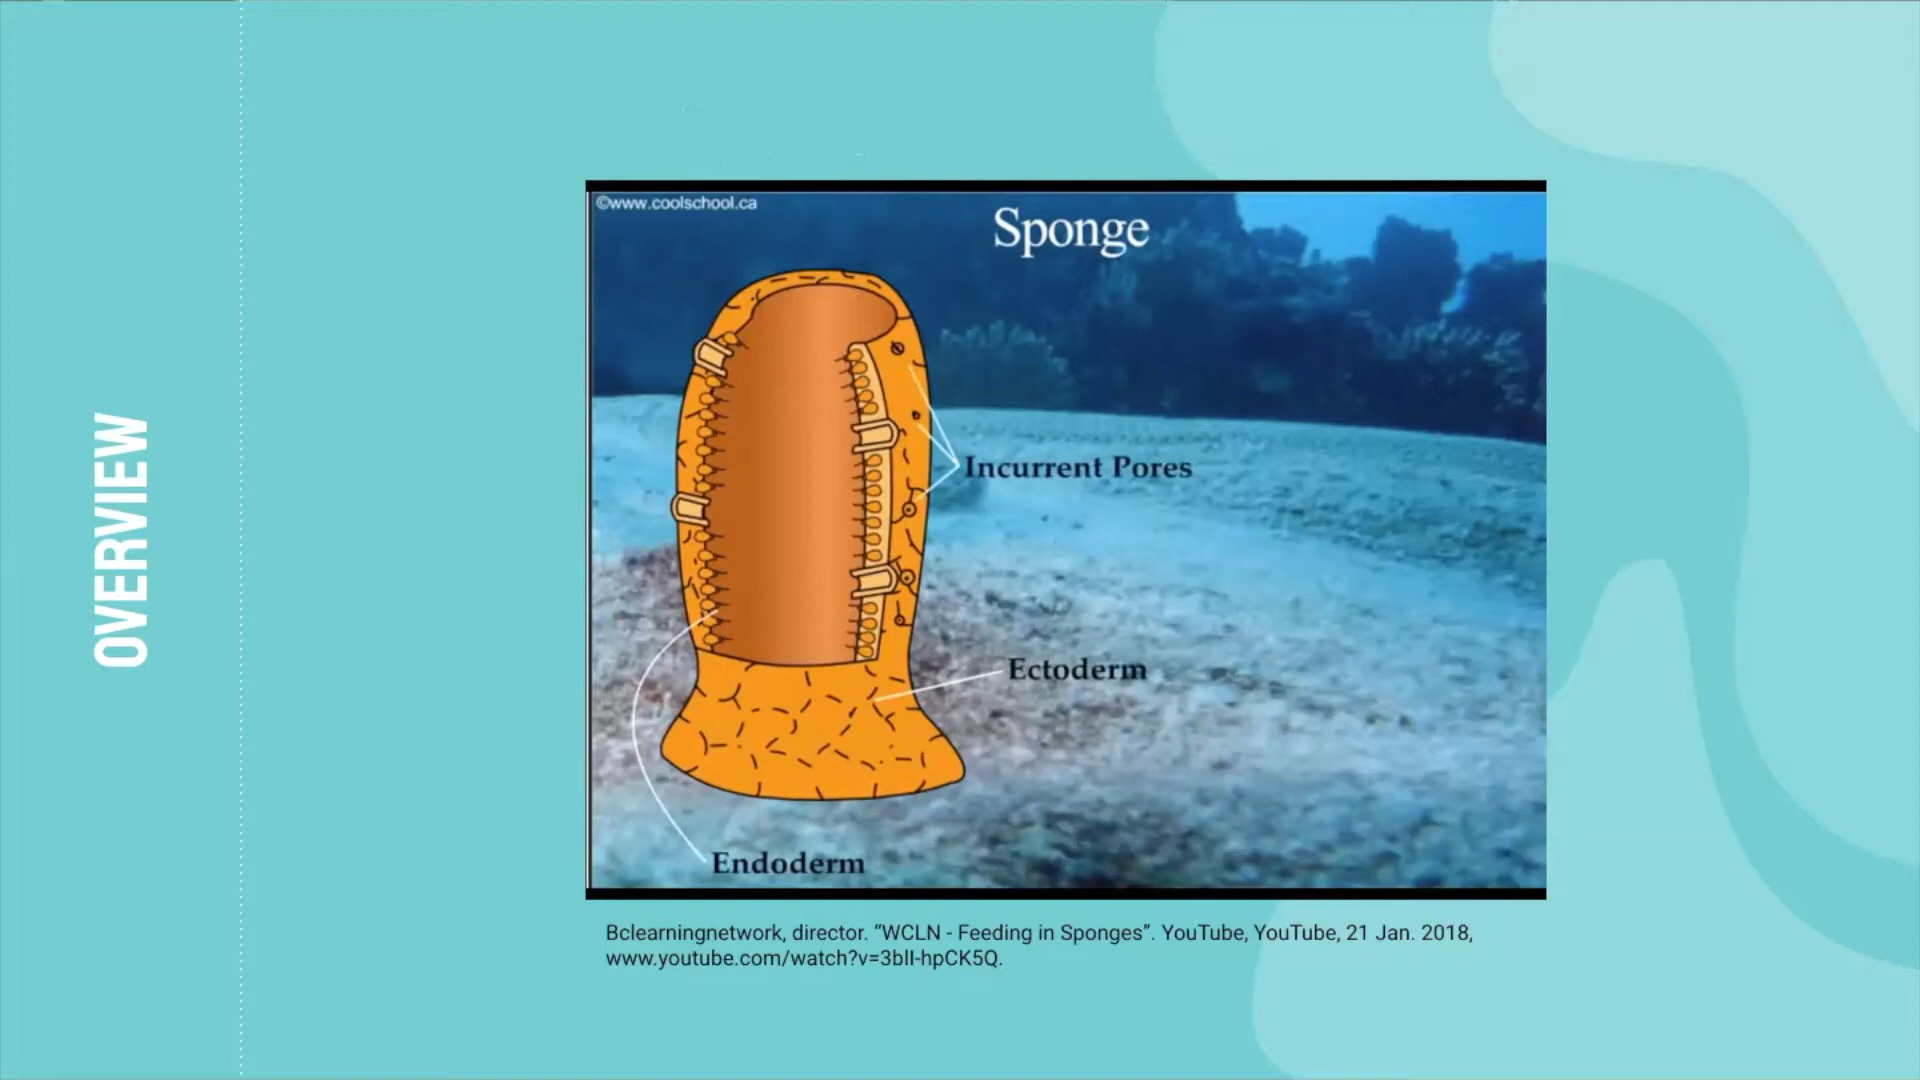 OVERVIEW
©www.coolschool.ca
Sponge
Incurrent Pores
Ectoderm
Endoderm
Bclearningnetwork, director. “WCLN - Feeding in Sponges”. YouTube, YouTube, 21 Jan. 2018,
www.youtube.com/watch?v=3bll-hpCK5Q.